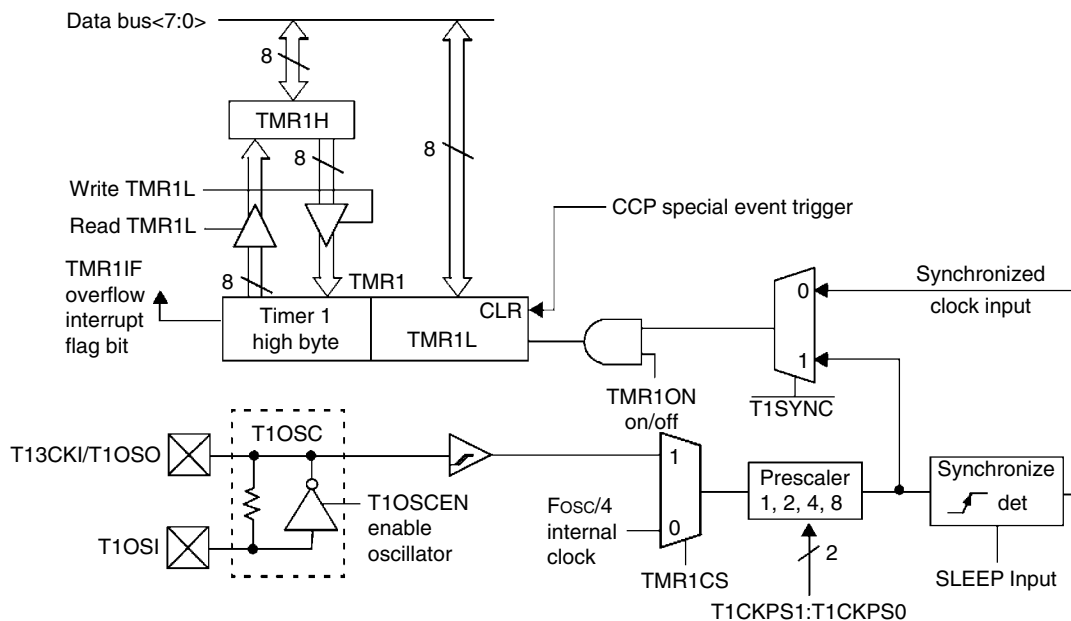 Data bus<7:0>
8
TMR1H
8
8
Write TMR1L
Read TMR1L
CCP special event trigger
TMR1IF
overflow
interrupt
flag bit
8
TMR1
Timer 1
high byte
TMR1L
CLR
0
1
Synchronized
clock input
TMR1ON
on/off
T1SYNC
T13CKI/T1OSO
T1OSC
T1OSCEN
enable
oscillator
T1OSI
FOSC/4
internal
clock
1
0
TMR1CS
Prescaler
1, 2, 4, 8
2
T1CKPS1:T1CKPS0
Synchronize
det
SLEEP Input